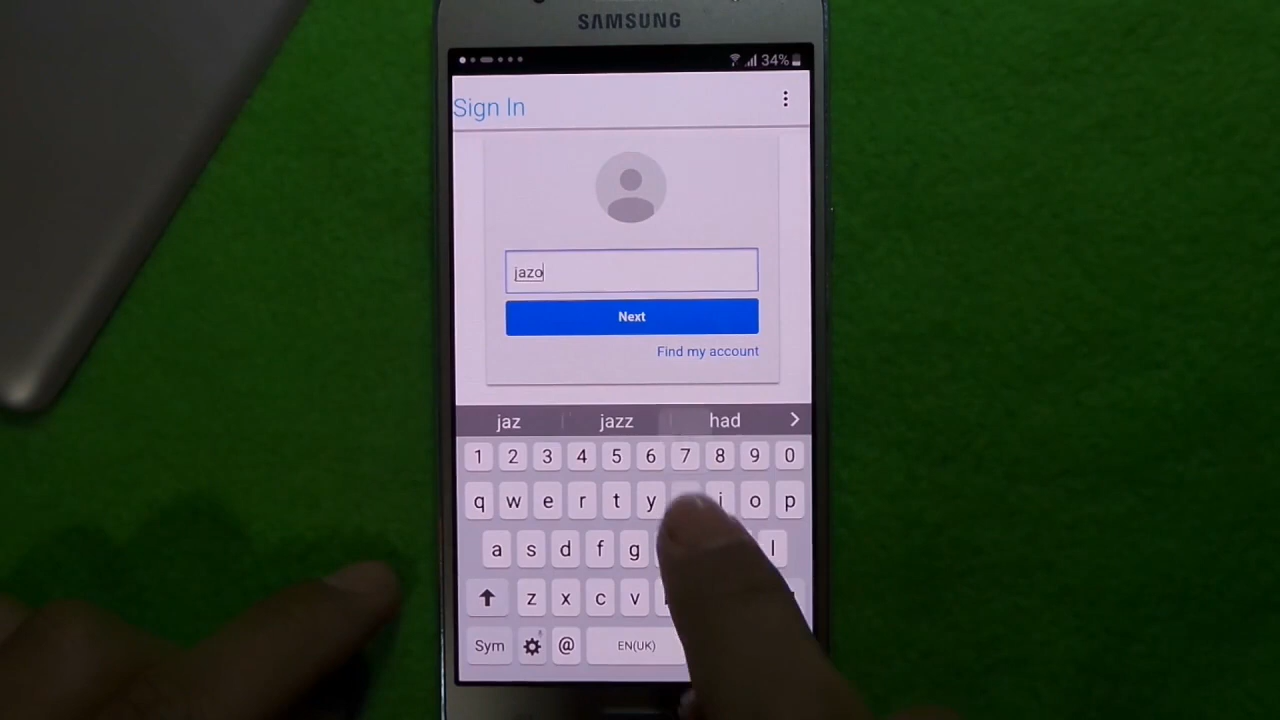 SAMSUNG
34%
Sign In
jazo
Next
Find my account
jaz jazz had
1 2 3 4 5 6 7 8 9 0
q w e r t y i o p
a s d f g l
z x c v
Sym @ EN(UK)